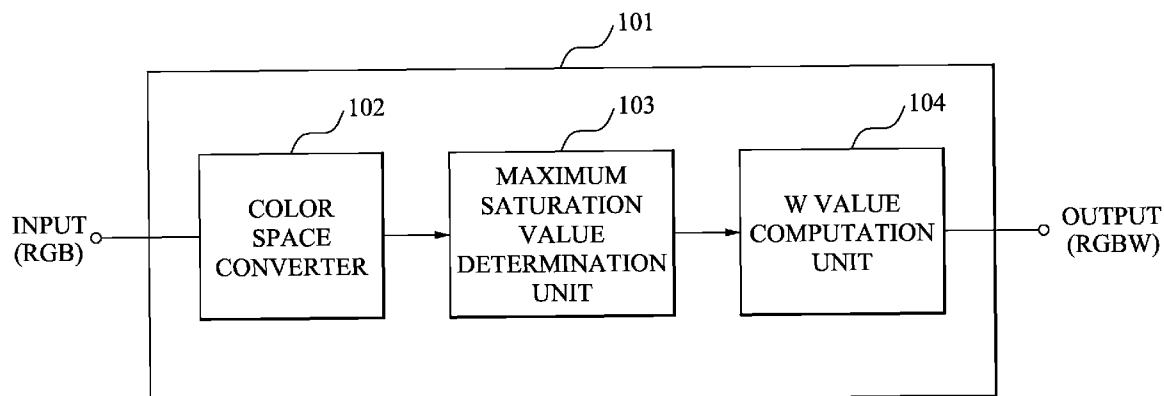 101
102
103
104
INPUT
(RGB)
COLOR
SPACE
CONVERTER
MAXIMUM
SATURATION
VALUE
DETERMINATION
UNIT
W VALUE
COMPUTATION
UNIT
OUTPUT
(RGBW)